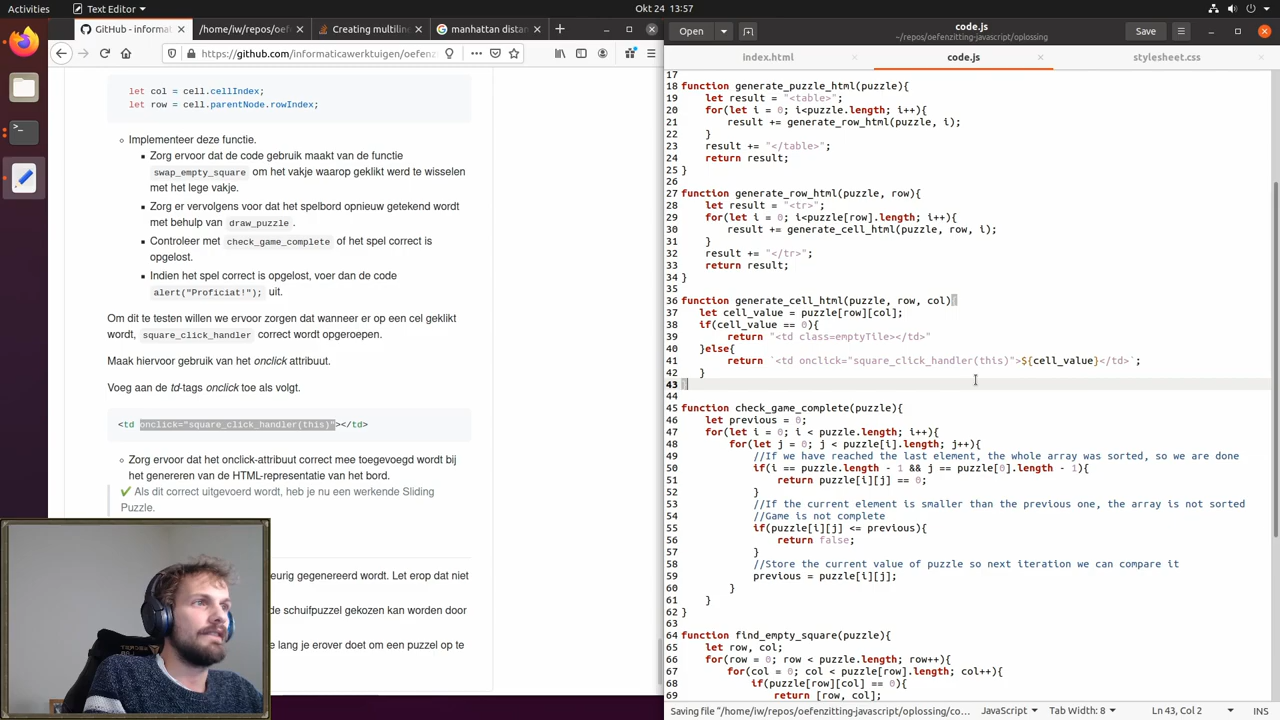 Activities
Text Editor
Okt 24 13:57
GitHub - informa
/home/iw/repos/oefenz
Creating multiline
manhattan distan
https://github.com/informaticawerktuigen/oefenz
let col = cell.cellIndex;
let row = cell.parentNode.rowIndex;
Implementeer deze functie.
Zorg ervoor dat de code gebruik maakt van de functie
swap_empty_square om het vakje waarop geklikt werd te wisselen
met het lege vakje.
Zorg er vervolgens voor dat het spelbord opnieuw getekend wordt
met behulp van draw_puzzle.
Controleer met check_game_complete of het spel correct is
opgelost.
Indien het spel correct is opgelost, voer dan de code
alert("Proficiat!"); uit.
Om dit te testen willen we ervoor zorgen dat wanneer er op een cel geklikt
wordt, square_click_handler correct wordt opgeroepen.
Maak hiervoor gebruik van het onclick attribuut.
Voeg aan de td-tags onclick toe als volgt.
<td onclick="square_click_handler(this)"></td>
Zorg ervoor dat het onclick-attribuut correct mee toegevoegd wordt bij
het genereren van de HTML-representatie van het bord.
✅ Als dit correct uitgevoerd wordt, heb je nu een werkende Sliding
Puzzle.
eurig gegenereerd wordt. Let erop dat niet
de schuifpuzzel gekozen kan worden door
e lang je erover doet om een puzzel op te
Open
code.js
~/repos/oefenzitting-javascript/oplossing
Save
index.html
code.js
stylesheet.css
17
18 function generate_puzzle_html(puzzle){
19 let result = "<table>";
20 for(let i = 0; i<puzzle.length; i++){
21 result += generate_row_html(puzzle, i);
22 }
23 result += "</table>";
24 return result;
25 }
26
27 function generate_row_html(puzzle, row){
28 let result = "<tr>";
29 for(let i = 0; i<puzzle[row].length; i++){
30 result += generate_cell_html(puzzle, row, i);
31 }
32 result += "</tr>";
33 return result;
34 }
35
36 function generate_cell_html(puzzle, row, col){
37 let cell_value = puzzle[row][col];
38 if(cell_value == 0){
39 return "<td class=emptyTile></td>"
40 }else{
41 return `<td onclick="square_click_handler(this)">${cell_value}</td>`;
42 }
43 }
44
45 function check_game_complete(puzzle){
46 let previous = 0;
47 for(let i = 0; i < puzzle.length; i++){
48 for(let j = 0; j < puzzle[i].length; j++){
49 //If we have reached the last element, the whole array was sorted, so we are done
50 if(i == puzzle.length - 1 && j == puzzle[0].length - 1){
51 return puzzle[i][j] == 0;
52 }
53 //If the current element is smaller than the previous one, the array is not sorted
54 //Game is not complete
55 if(puzzle[i][j] <= previous){
56 return false;
57 }
58 //Store the current value of puzzle so next iteration we can compare it
59 previous = puzzle[i][j];
60 }
61 }
62 }
63
64 function find_empty_square(puzzle){
65 let row, col;
66 for(row = 0; row < puzzle.length; row++){
67 for(col = 0; col < puzzle[row].length; col++){
68 if(puzzle[row][col] == 0){
69 return [row, col];
Saving file "/home/iw/repos/oefenzitting-javascript/oplossing/co...
JavaScript
Tab Width: 8
Ln 43, Col 2
INS